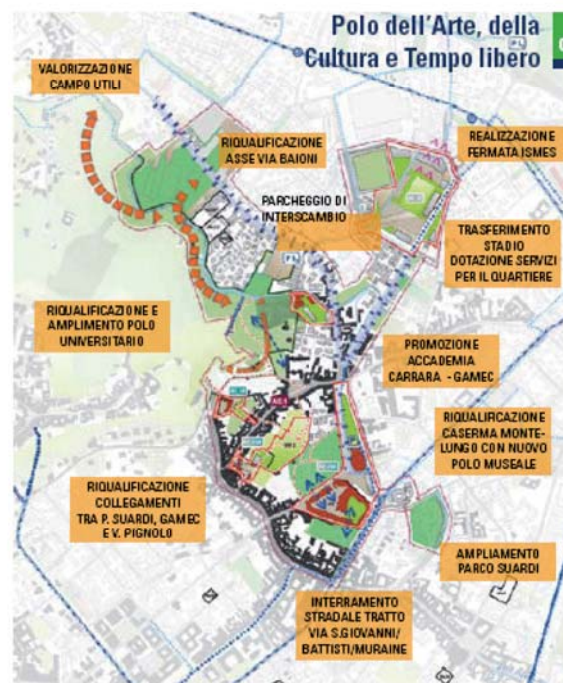 Polo dell'Arte, della
Cultura e Tempo libero
VALORIZZAZIONE
CAMPO UTILI
RIQUALIFICAZIONE
ASSE VIA BAIONI
REALIZZAZIONE
FERMATA ISMES
PARCHEGGIO DI
INTERSCAMBIO
TRASFERIMENTO
STADIO
DOTAZIONE SERVIZI
PER IL QUARTIERE
RIQUALIFICAZIONE E
AMPLIMENTO POLO
UNIVERSITARIO
PROMOZIONE
ACCADEMIA
CARRARA - GAMEC
RIQUALIFICAZIONE
CASERMA MONTE-
LUNGO CON NUOVO
POLO MUSEALE
RIQUALIFICAZIONE
COLLEGAMENTI
TRA P. SUARDI, GAMEC
E V. PIGNOLO
AMPLIAMENTO
PARCO SUARDI
INTERRAMENTO
STRADALE TRATTO
VIA S.GIOVANNI/
BATTISTI/MURAINE